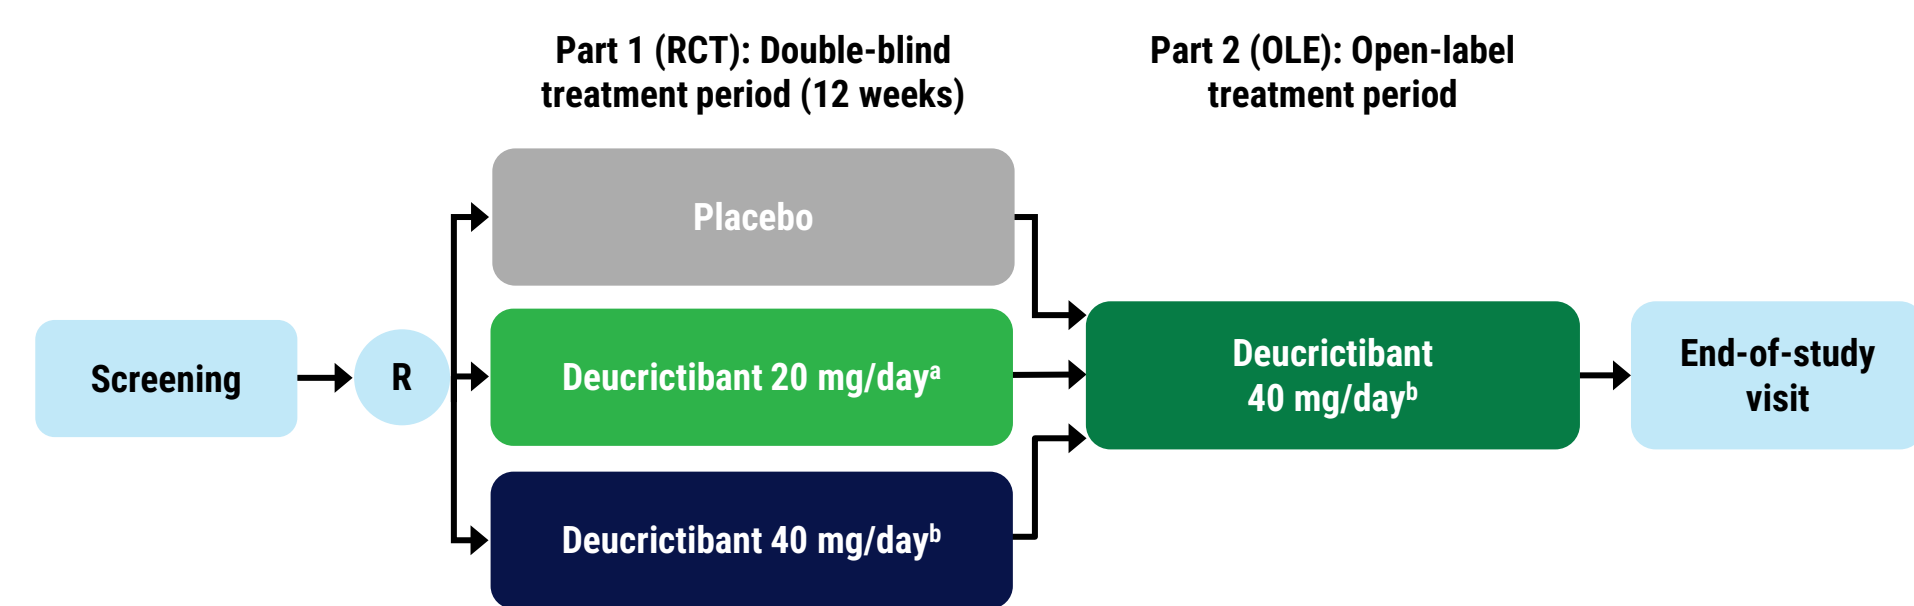 Part 1 (RCT): Double-blind
treatment period (12 weeks)
Part 2 (OLE): Open-label
treatment period
Screening
R
Placebo
Deucrictibant 20 mg/dayᵃ
Deucrictibant 40 mg/dayᵇ
Deucrictibant
40 mg/dayᵇ
End-of-study
visit